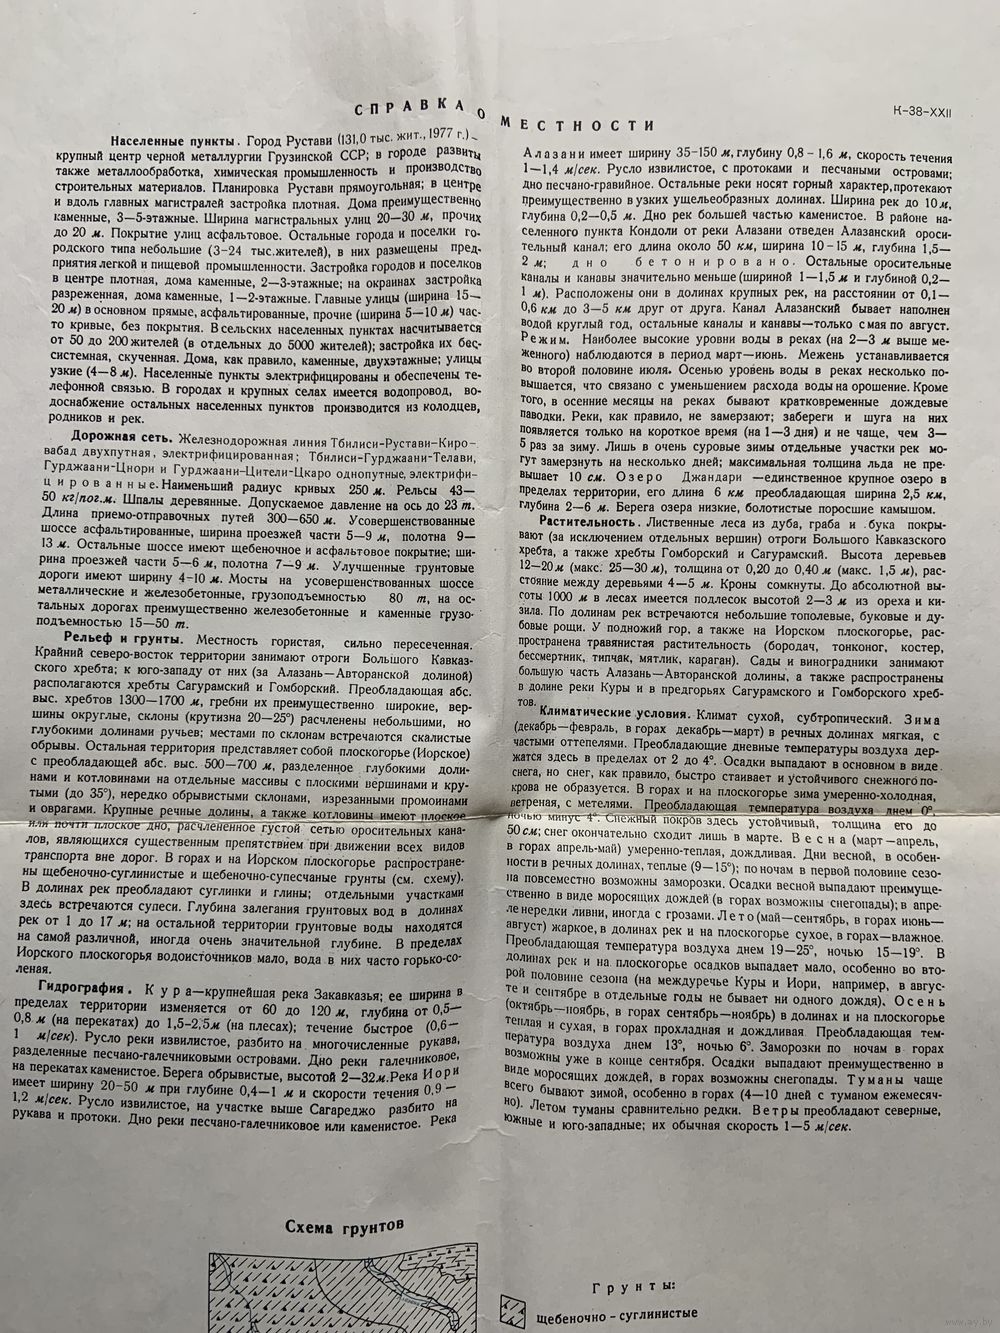 СПРАВКА О МЕСТНОСТИ
К-38-XXII
Населенные пункты. Город Рустави (131,0 тыс. жит., 1977 г.)–
крупный центр черной металлургии Грузинской ССР; в городе развиты
также металлообработка, химическая промышленность и производство
строительных материалов. Планировка Рустави прямоугольная; в центре
и вдоль главных магистралей застройка плотная. Дома преимущественно
каменные, 3—5-этажные. Ширина магистральных улиц 20—30 м, прочих
до 20 м. Покрытие улиц асфальтовое. Остальные города и поселки го-
родского типа небольшие (3-24 тыс.жителей), в них размещены пред-
приятия легкой и пищевой промышленности. Застройка городов и поселков
в центре плотная, дома каменные, 2—3-этажные; на окраинах застройка
разреженная, дома каменные, 1—2-этажные. Главные улицы (ширина 15—
20 м) в основном прямые, асфальтированные, прочие (ширина 5—10 м) час-
то кривые, без покрытия. В сельских населенных пунктах насчитывается
от 50 до 200 жителей (в отдельных до 5000 жителей); застройка их бес-
системная, скученная. Дома, как правило, каменные, двухэтажные; улицы
узкие (4—8 м). Населенные пункты электрифицированы и обеспечены те-
лефонной связью. В городах и крупных селах имеется водопровод, во-
доснабжение остальных населенных пунктов производится из колодцев,
родников и рек.
Дорожная сеть. Железнодорожная линия Тбилиси-Рустави-Киро-
вабад двухпутная, электрифицированная; Тбилиси-Гурджаани-Телави,
Гурджаани-Цнори и Гурджаани-Цители-Цкаро однопутные, электрифи-
цированные. Наименьший радиус кривых 250 м. Рельсы 43—
50 кг/пог.м. Шпалы деревянные. Допускаемое давление на ось до 23 т.
Длина приемо-отправочных путей 300—650 м. Усовершенствованные
шоссе асфальтированные, ширина проезжей части 5—9 м, полотна 9—
13 м. Остальные шоссе имеют щебеночное и асфальтовое покрытие; ши-
рина проезжей части 5—6 м, полотна 7—9 м. Улучшенные грунтовые
дороги имеют ширину 4-10 м. Мосты на усовершенствованных шоссе
металлические и железобетонные, грузоподъемностью 80 т, на ос-
тальных дорогах преимущественно железобетонные и каменные грузо-
подъемностью 15—50 т.
Рельеф и грунты. Местность гористая, сильно пересеченная.
Крайний северо-восток территории занимают отроги Большого Кавказ-
ского хребта; к юго-западу от них (за Алазань—Авторанской долиной)
располагаются хребты Сагурамский и Гомборский. Преобладающая абс.
выс. хребтов 1300—1700 м, гребни их преимущественно широкие, вер-
шины округлые, склоны (крутизна 20—25°) расчленены небольшими, но
глубокими долинами ручьев; местами по склонам встречаются скалистые
обрывы. Остальная территория представляет собой плоскогорье (Иорское)
с преобладающей абс. выс. 500—700 м, разделенное глубокими доли-
нами и котловинами на отдельные массивы с плоскими вершинами и кру-
тыми (до 35°), нередко обрывистыми склонами, изрезанными промоинами
и оврагами. Крупные речные долины, а также котловины имеют плоское
или почти плоское дно, расчлененное густой сетью оросительных кана-
лов, являющихся существенным препятствием при движении всех видов
транспорта вне дорог. В горах и на Иорском плоскогорье распростране-
ны щебеночно-суглинистые и щебеночно-супесчаные грунты (см. схему).
В долинах рек преобладают суглинки и глины; отдельными участками
здесь встречаются супеси. Глубина залегания грунтовых вод в долинах
рек от 1 до 17 м; на остальной территории грунтовые воды находятся
на самой различной, иногда очень значительной глубине. В пределах
Иорского плоскогорья водоисточников мало, вода в них часто горько-со-
леная.
Гидрография. Кура—крупнейшая река Закавказья; ее ширина в
пределах территории изменяется от 60 до 120 м, глубина от 0,5—
0,8 м (на перекатах) до 1,5-2,5м (на плесах); течение быстрое (0,6—
1 м/сек). Русло реки извилистое, разбито на многочисленные рукава,
разделенные песчано-галечниковыми островами. Дно реки галечниковое,
на перекатах каменистое. Берега обрывистые, высотой 2—32м.Река Иори
имеет ширину 20-50 м при глубине 0,4—1 м и скорости течения 0,9—
1,2 м/сек. Русло извилистое, на участке выше Сагареджо разбито на
рукава и протоки. Дно реки песчано-галечниковое или каменистое. Река
Алазани имеет ширину 35-150 м, глубину 0,8-1,6 м, скорость течения
1—1,4 м/сек. Русло извилистое, с протоками и песчаными островами;
дно песчано-гравийное. Остальные реки носят горный характер,протекают
преимущественно в узких ущельеобразных долинах. Ширина рек до 10м,
глубина 0,2—0,5 м. Дно рек большей частью каменистое. В районе на-
селенного пункта Кондоли от реки Алазани отведен Алазанский ороси-
тельный канал; его длина около 50 км, ширина 10-15 м, глубина 1,5—
2 м; дно бетонировано. Остальные оросительные
каналы и канавы значительно меньше (шириной 1—1,5 м и глубиной 0,2—
1 м). Расположены они в долинах крупных рек, на расстоянии от 0,1—
0,6 км до 3—5 км друг от друга. Канал Алазанский бывает наполнен
водой круглый год, остальные каналы и канавы—только с мая по август.
Режим. Наиболее высокие уровни воды в реках (на 2—3 м выше ме-
женного) наблюдаются в период март—июнь. Межень устанавливается
во второй половине июля. Осенью уровень воды в реках несколько по-
вышается, что связано с уменьшением расхода воды на орошение. Кроме
того, в осенние месяцы на реках бывают кратковременные дождевые
паводки. Реки, как правило, не замерзают; забереги и шуга на них
появляется только на короткое время (на 1—3 дня) и не чаще, чем 3—
5 раз за зиму. Лишь в очень суровые зимы отдельные участки рек мо-
гут замерзнуть на несколько дней; максимальная толщина льда не пре-
вышает 10 см. Озеро Джандари —единственное крупное озеро в
пределах территории, его длина 6 км преобладающая ширина 2,5 км,
глубина 2—6 м. Берега озера низкие, болотистые поросшие камышом.
Растительность. Лиственные леса из дуба, граба и бука покры-
вают (за исключением отдельных вершин) отроги Большого Кавказского
хребта, а также хребты Гомборский и Сагурамский. Высота деревьев
12—20м (макс. 25—30м), толщина от 0,20 до 0,40 м (макс. 1,5 м), рас-
стояние между деревьями 4—5 м. Кроны сомкнуты. До абсолютной вы-
соты 1000 м в лесах имеется подлесок высотой 2—3 м из ореха и ки-
зила. По долинам рек встречаются небольшие тополевые, буковые и ду-
бовые рощи. У подножий гор, а также на Иорском плоскогорье, рас-
пространена травянистая растительность (бородач, тонконог, костер,
бессмертник, типчак, мятлик, караган). Сады и виноградники занимают
большую часть Алазань—Авторанской долины, а также распространены
в долине реки Куры и в предгорьях Сагурамского и Гомборского хреб-
тов.
Климатические условия. Климат сухой, субтропический. Зима
(декабрь—февраль, в горах декабрь—март) в речных долинах мягкая, с
частыми оттепелями. Преобладающие дневные температуры воздуха дер-
жатся здесь в пределах от 2 до 4°. Осадки выпадают в основном в виде
снега, но снег, как правило, быстро стаивает и устойчивого снежного по-
крова не образуется. В горах и на плоскогорье зима умеренно-холодная,
ветреная, с метелями. Преобладающая температура воздуха днем 0°,
ночью минус 4°. Снежный покров здесь устойчивый, толщина его до
50 см; снег окончательно сходит лишь в марте. Весна (март—апрель,
в горах апрель-май) умеренно-теплая, дождливая. Дни весной, в особен-
ности в речных долинах, теплые (9—15°); по ночам в первой половине сезо-
на повсеместно возможны заморозки. Осадки весной выпадают преимуще-
ственно в виде моросящих дождей (в горах возможны снегопады); в апре-
ле нередки ливни, иногда с грозами. Лето (май—сентябрь, в горах июнь—
август) жаркое, в долинах рек и на плоскогорье сухое, в горах—влажное.
Преобладающая температура воздуха днем 19—25°, ночью 15—19°. В
долинах рек и на плоскогорье осадков выпадает мало, особенно во вто-
рой половине сезона (на междуречье Куры и Иори, например, в авгус-
те и сентябре в отдельные годы не бывает ни одного дождя). Осень
(октябрь—ноябрь, в горах сентябрь—ноябрь) в долинах и на плоскогорье
теплая и сухая, в горах прохладная и дождливая. Преобладающая тем-
пература воздуха днем 13°, ночью 6°. Заморозки по ночам в горах
возможны уже в конце сентября. Осадки выпадают преимущественно в
виде моросящих дождей, в горах возможны снегопады. Туманы чаще
всего бывают зимой, особенно в горах (4—10 дней с туманом ежемесяч-
но). Летом туманы сравнительно редки. Ветры преобладают северные,
южные и юго-западные; их обычная скорость 1—5 м/сек.
Схема грунтов
Грунты:
щебеночно - суглинистые
www.ay.by